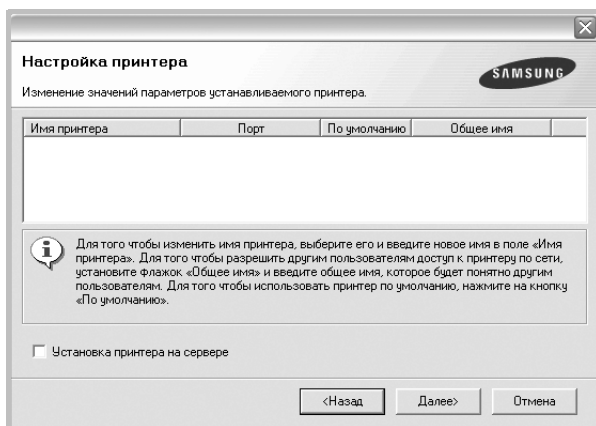 Настройка принтера
SAMSUNG
Изменение значений параметров устанавливаемого принтера.
Имя принтера Порт По умолчанию Общее имя
Для того чтобы изменить имя принтера, выберите его и введите новое имя в поле «Имя
принтера». Для того чтобы разрешить другим пользователям доступ к принтеру по сети,
установите флажок «Общее имя» и введите общее имя, которое будет понятно другим
пользователям. Для того чтобы использовать принтер по умолчанию, нажмите на кнопку
«По умолчанию».
Установка принтера на сервере
<Назад Далее> Отмена